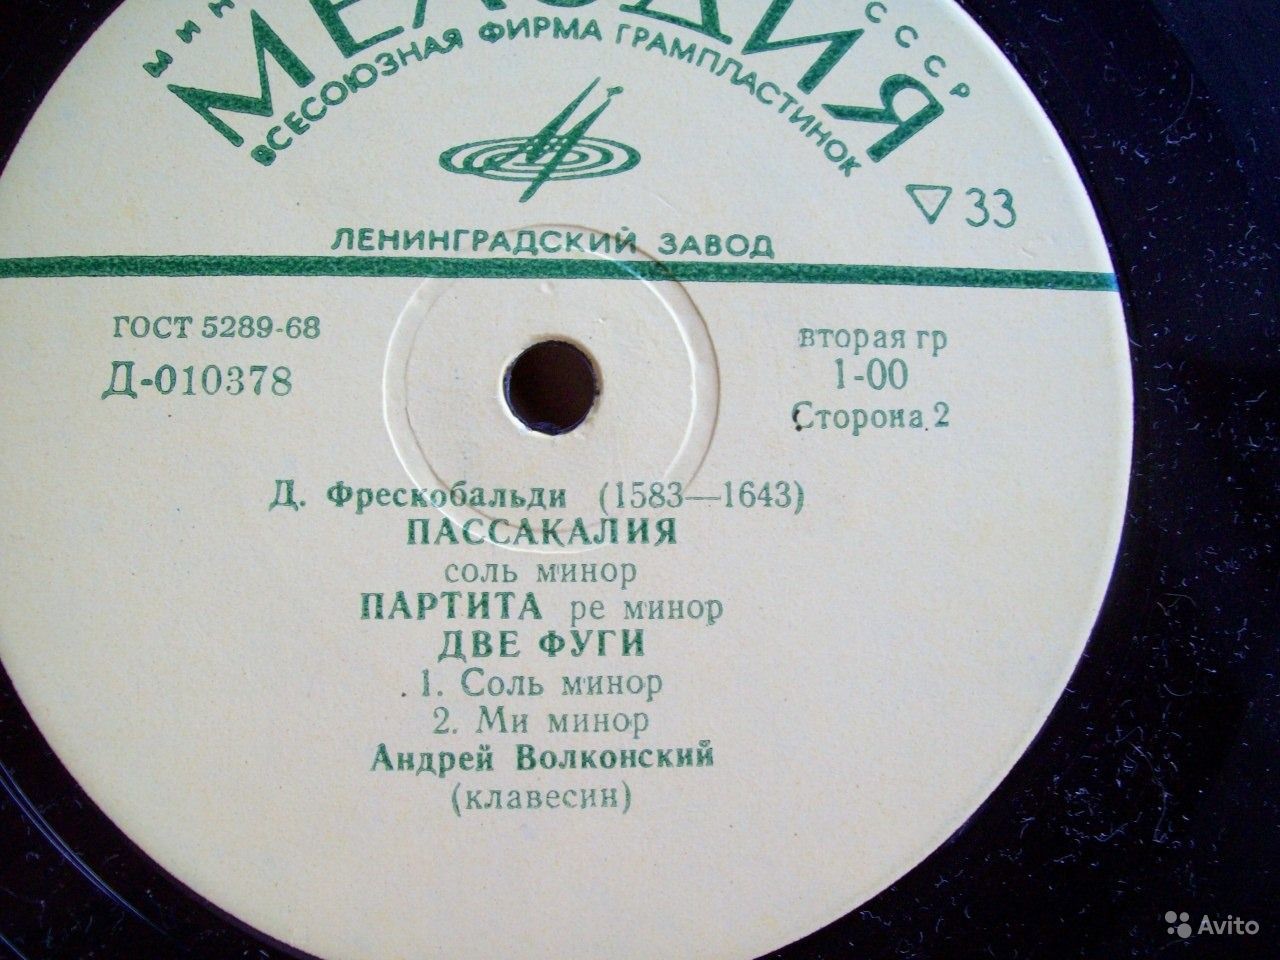 МЕЛОДИЯ
СССР
ВСЕСОЮЗНАЯ ФИРМА ГРАМПЛАСТИНОК
33
ЛЕНИНГРАДСКИЙ ЗАВОД
ГОСТ 5289-68
Д-010378
вторая гр
1-00
Сторона 2
Д. Фрескобальди (1583—1643)
ПАССАКАЛИЯ
соль минор
ПАРТИТА ре минор
ДВЕ ФУГИ
1. Соль минор
2. Ми минор
Андрей Волконский
(клавесин)
Avito